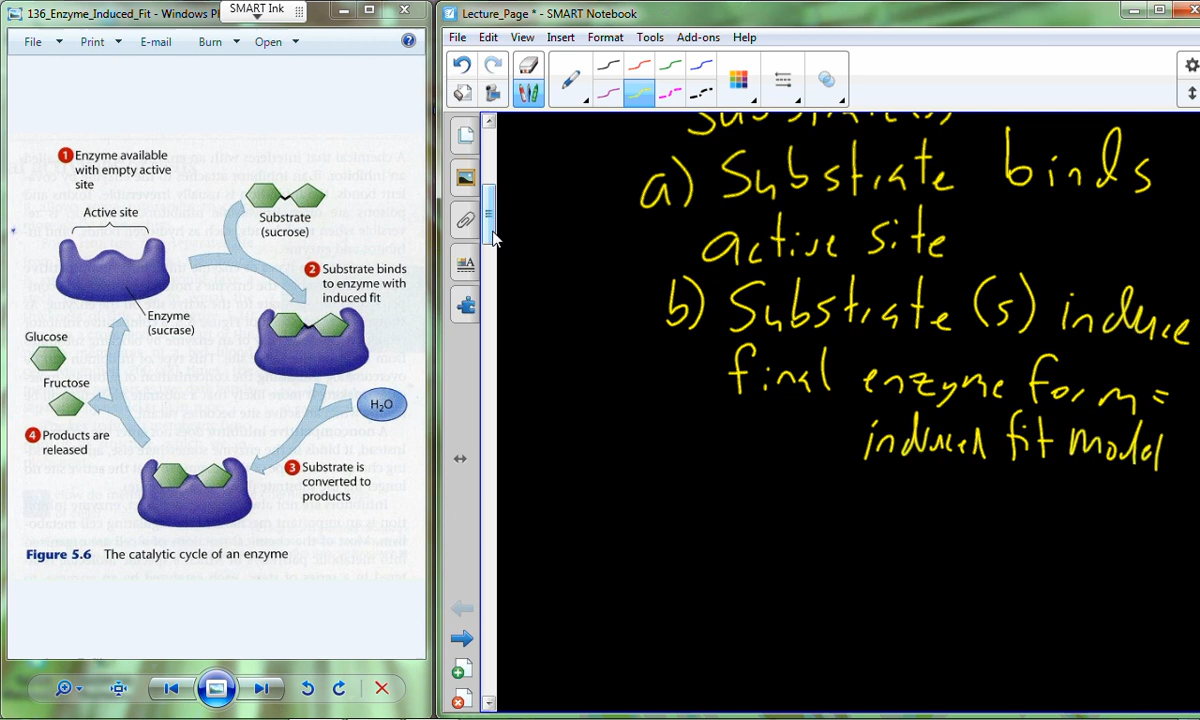 136_Enzyme_Induced_Fit - Windows Pl
SMART Ink
File Print E-mail Burn Open
1 Enzyme available
with empty active
site
Active site
Substrate
(sucrose)
2 Substrate binds
to enzyme with
induced fit
Enzyme
(sucrase)
Glucose
Fructose
H₂O
4 Products are
released
3 Substrate is
converted to
products
Figure 5.6 The catalytic cycle of an enzyme
Lecture_Page * - SMART Notebook
File Edit View Insert Format Tools Add-ons Help
a) Substrate binds
active site
b) Substrate (s) induce
final enzyme form =
induced fit model